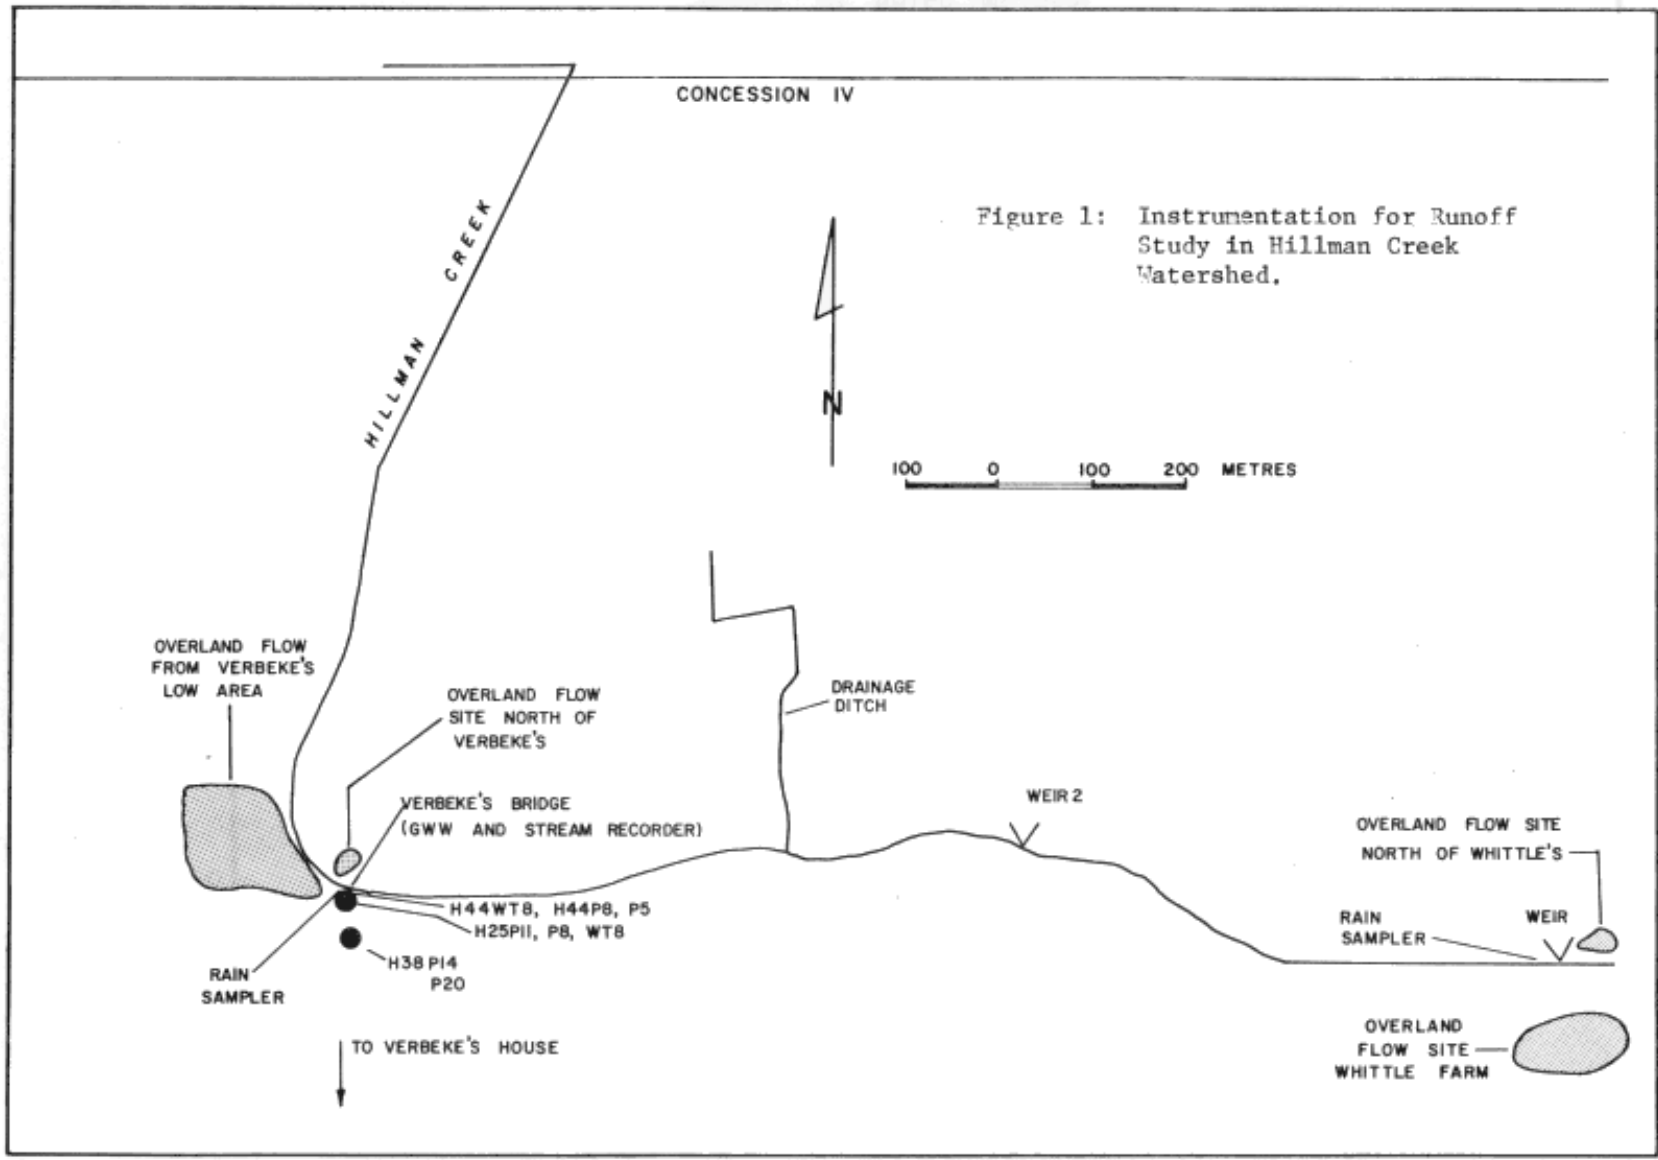 CONCESSION IV
Figure 1: Instrumentation for Runoff
Study in Hillman Creek
Watershed.
HILLMAN CREEK
N
100 0 100 200 METRES
OVERLAND FLOW
FROM VERBEKE'S
LOW AREA
OVERLAND FLOW
SITE NORTH OF
VERBEKE'S
DRAINAGE
DITCH
VERBEKE'S BRIDGE
(GWW AND STREAM RECORDER)
WEIR 2
OVERLAND FLOW SITE
NORTH OF WHITTLE'S
H44WT8, H44P8, P5
H25P11, P8, WT8
H38 P14
P20
RAIN
SAMPLER
RAIN
SAMPLER
WEIR
TO VERBEKE'S HOUSE
OVERLAND
FLOW SITE
WHITTLE FARM